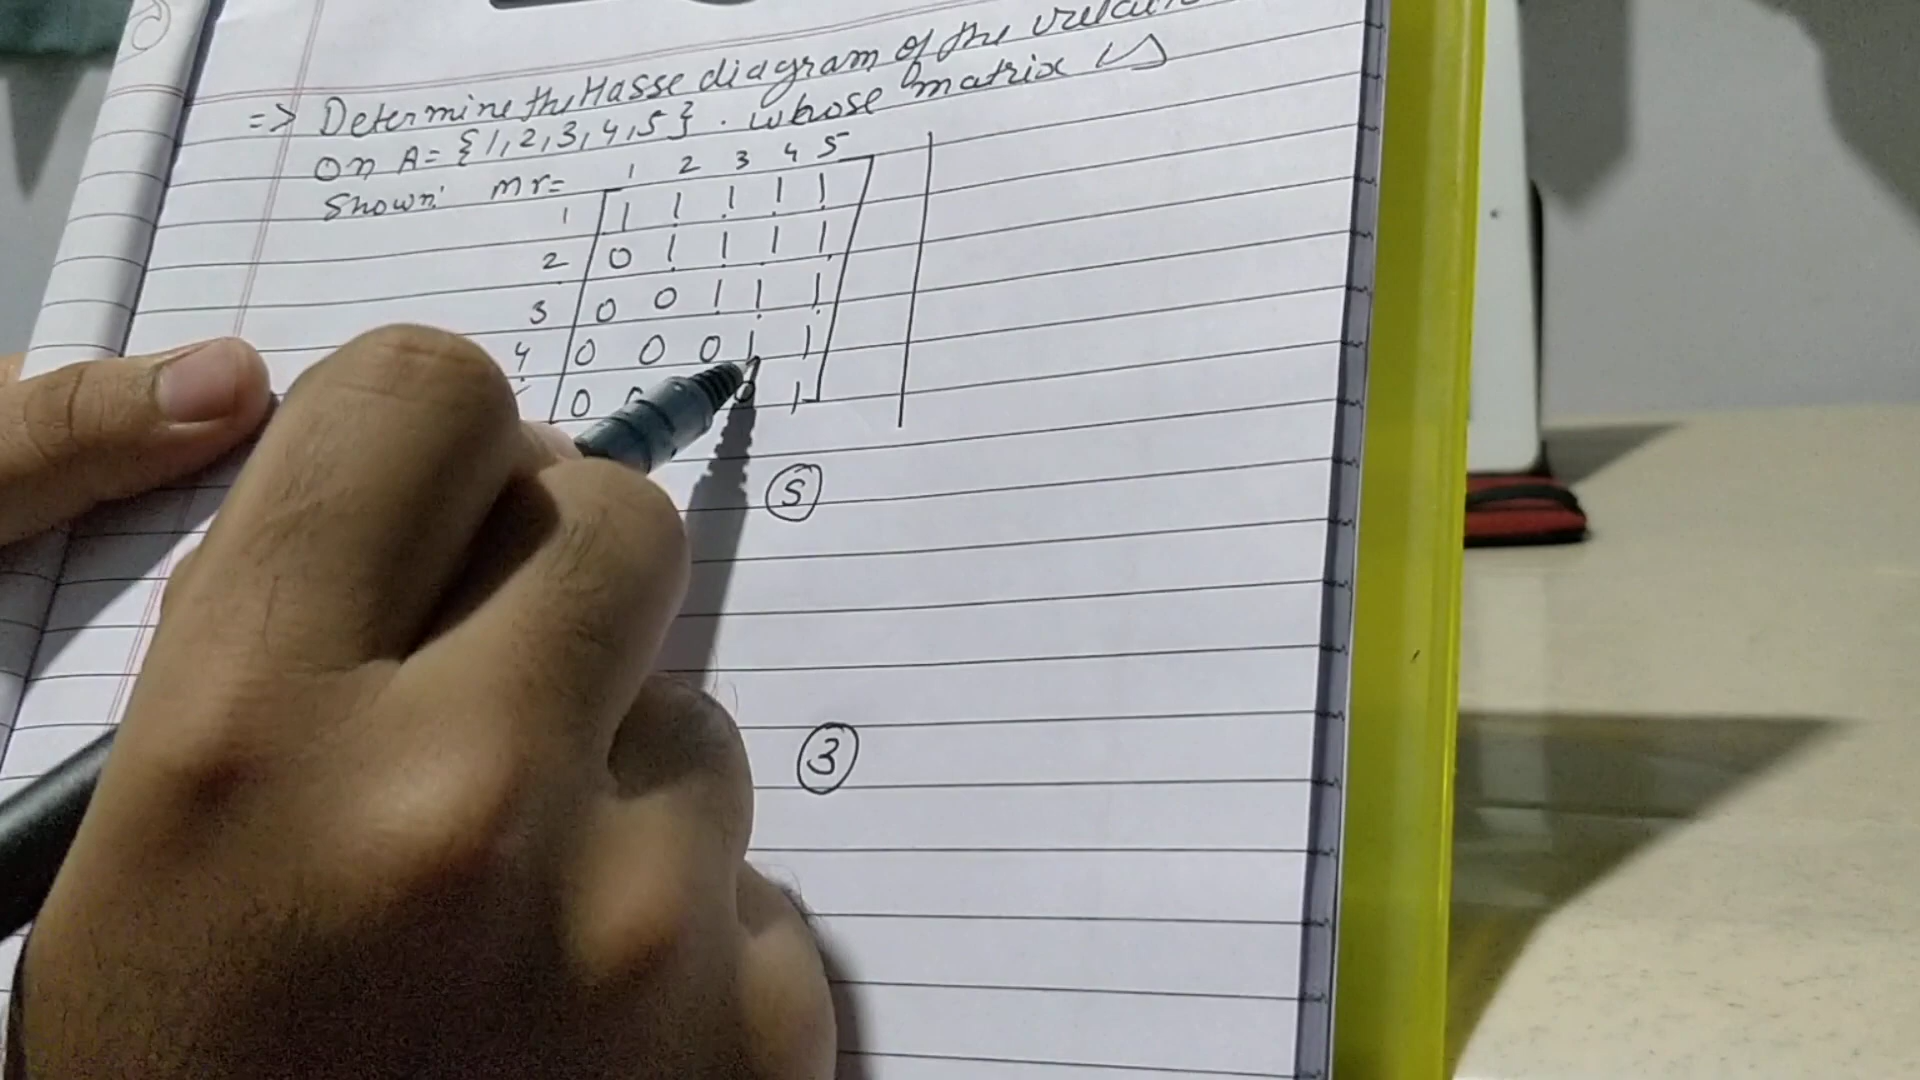 => Determine the Hasse diagram of the
on A = {1,2,3,4,5}. whose matrix is
Shown: mr=
1 2 3 4 5
1 1 1 1 1 1
2 0 1 1 1 1
3 0 0 1 1 1
4 0 0 0 1 1
0 0 1
5
3